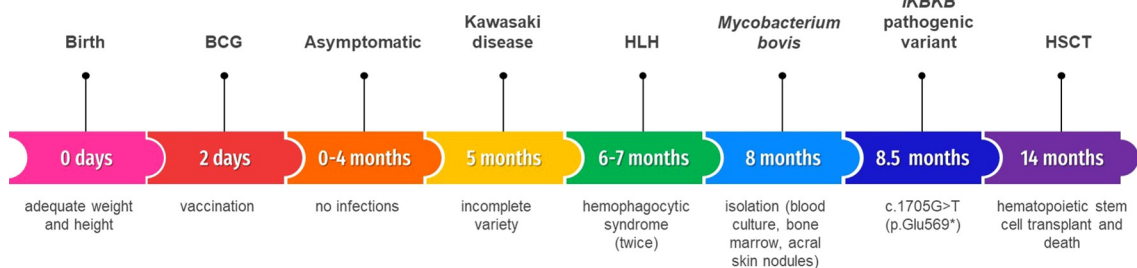 Birth
BCG
Asymptomatic
Kawasaki
disease
HLH
Mycobacterium
bovis
IKBKB
pathogenic
variant
HSCT
0 days
2 days
0-4 months
5 months
6-7 months
8 months
8.5 months
14 months
adequate weight
and height
vaccination
no infections
incomplete
variety
hemophagocytic
syndrome
(twice)
isolation (blood
culture, bone
marrow, acral
skin nodules)
c.1705G>T
(p.Glu569*)
hematopoietic stem
cell transplant and
death